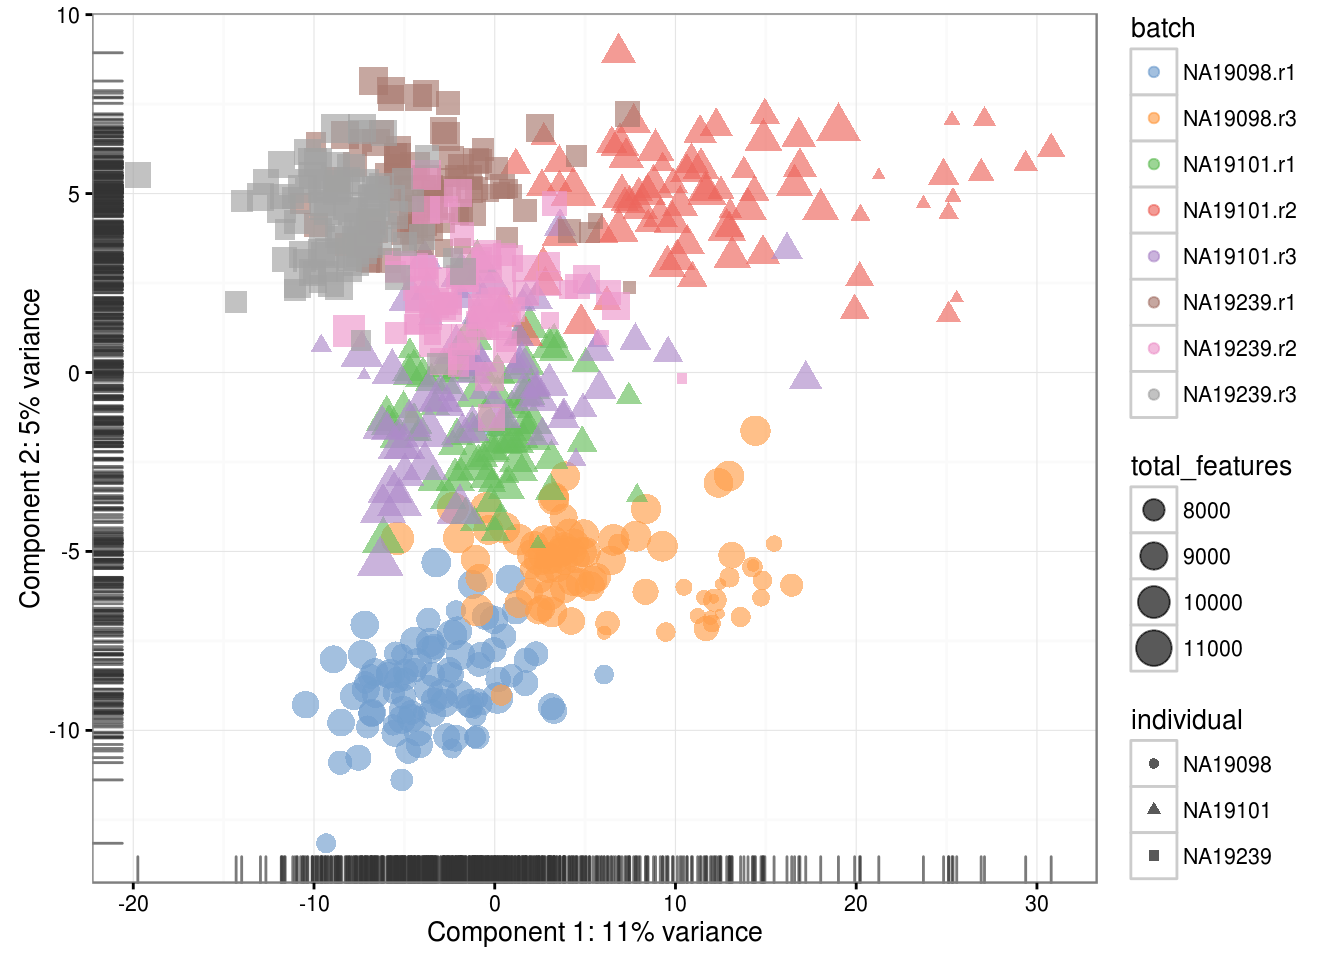 10
5
0
-5
-10
Component 2: 5% variance
-20
-10
0
10
20
30
Component 1: 11% variance
batch
NA19098.r1
NA19098.r3
NA19101.r1
NA19101.r2
NA19101.r3
NA19239.r1
NA19239.r2
NA19239.r3
total_features
8000
9000
10000
11000
individual
NA19098
NA19101
NA19239